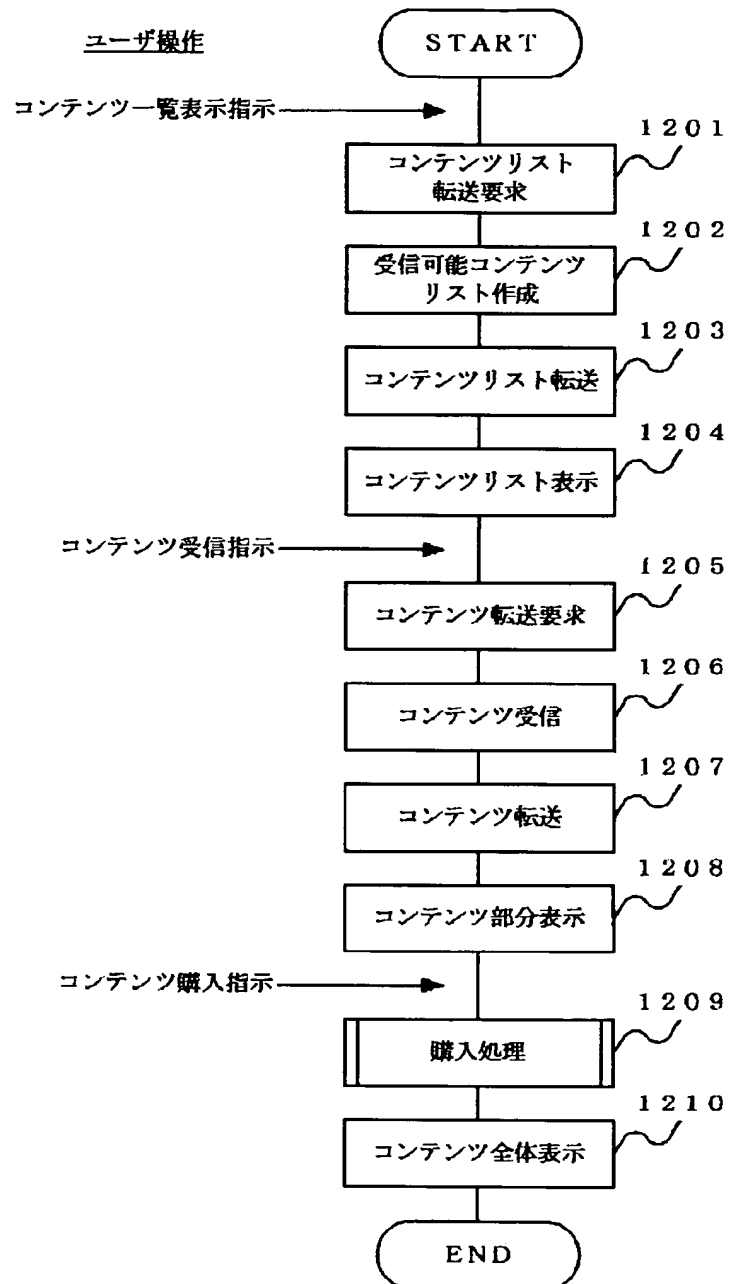 ユーザ操作
START
コンテンツ一覧表示指示
1201
コンテンツリスト
転送要求
1202
受信可能コンテンツ
リスト作成
1203
コンテンツリスト転送
1204
コンテンツリスト表示
コンテンツ受信指示
1205
コンテンツ転送要求
1206
コンテンツ受信
1207
コンテンツ転送
1208
コンテンツ部分表示
コンテンツ購入指示
1209
購入処理
1210
コンテンツ全体表示
END